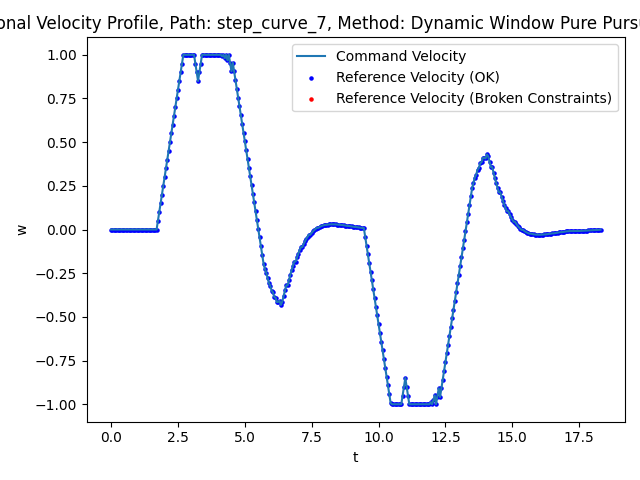 onal Velocity Profile, Path: step_curve_7, Method: Dynamic Window Pure Pursu
Command Velocity
Reference Velocity (OK)
Reference Velocity (Broken Constraints)
1.00
0.75
0.50
0.25
0.00
−0.25
−0.50
−0.75
−1.00
w
0.0 2.5 5.0 7.5 10.0 12.5 15.0 17.5
t